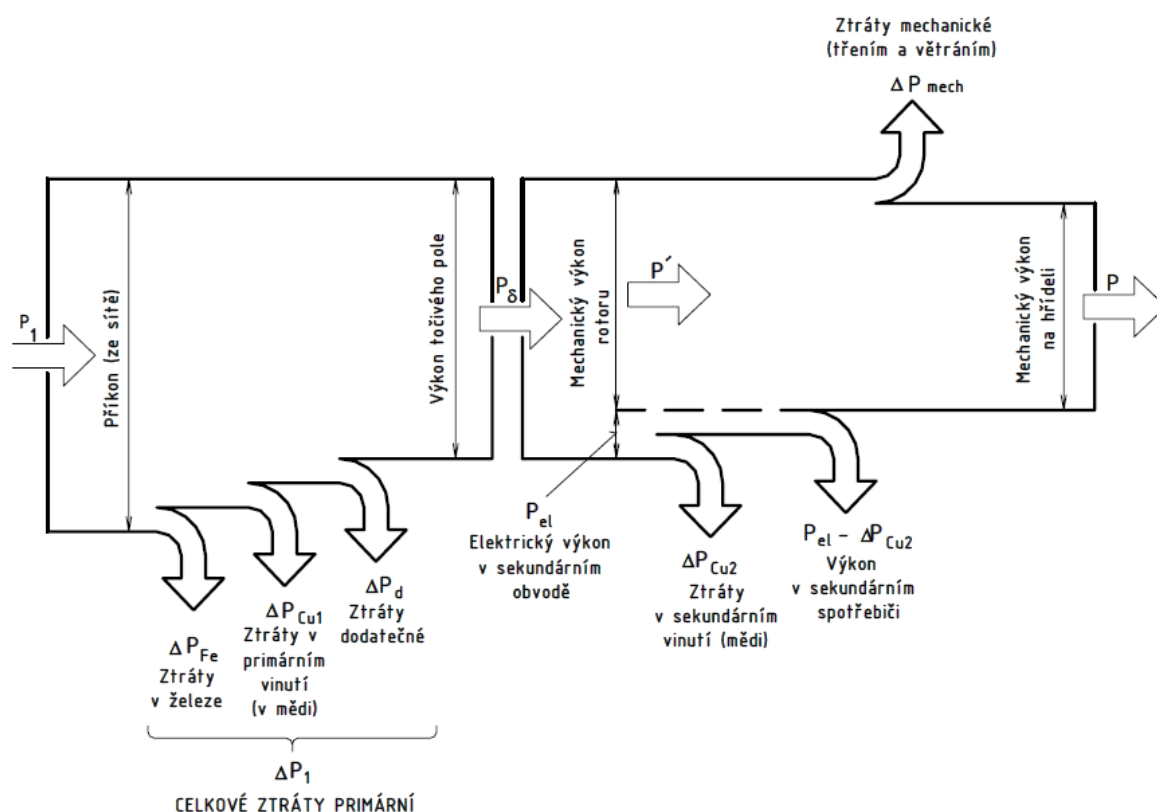 Ztráty mechanické
(třením a větráním)
ΔP mech
P1
Příkon (ze sítě)
Výkon točivého pole
Pδ
Mechanický výkon
rotoru
P´
Mechanický výkon
na hřídeli
P
ΔPFe
Ztráty
v železe
ΔPCu1
Ztráty v
primárním
vinutí
(v mědi)
ΔPd
Ztráty
dodatečné
Pel
Elektrický výkon
v sekundárním
obvodě
ΔPCu2
Ztráty
v sekundárním
vinutí (mědi)
Pel - ΔPCu2
Výkon
v sekundárním
spotřebiči
ΔP1
CELKOVÉ ZTRÁTY PRIMÁRNÍ